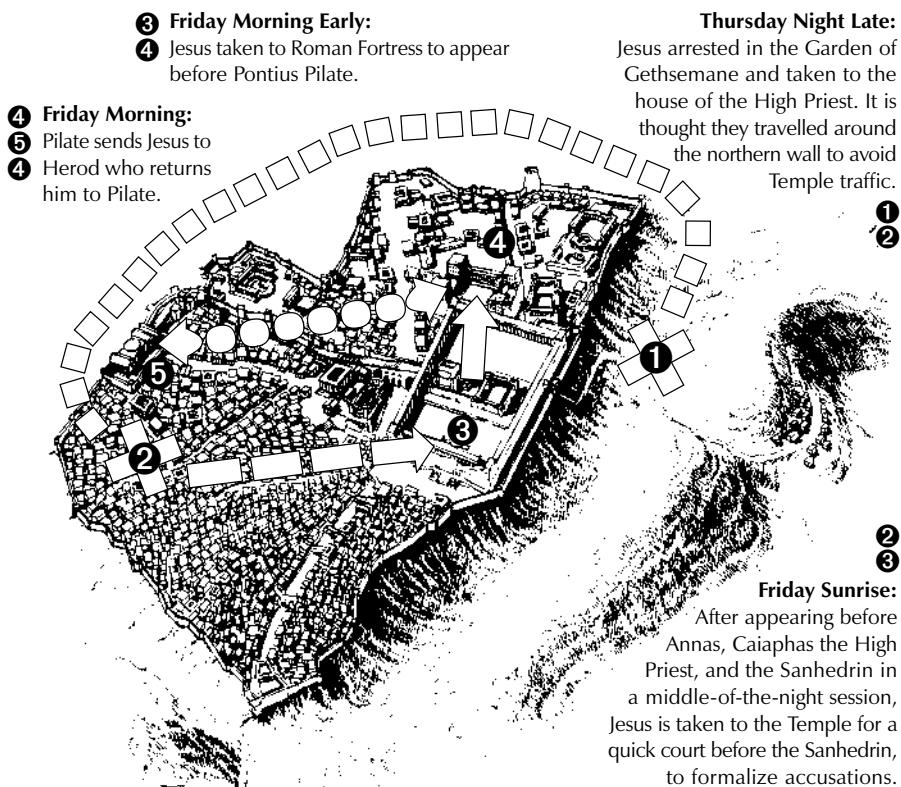 ❸ Friday Morning Early:
❹ Jesus taken to Roman Fortress to appear
before Pontius Pilate.
❹ Friday Morning:
❺ Pilate sends Jesus to
❹ Herod who returns
him to Pilate.
Thursday Night Late:
Jesus arrested in the Garden of
Gethsemane and taken to the
house of the High Priest. It is
thought they travelled around
the northern wall to avoid
Temple traffic.
❶
❷
❹
❶
❺
❸
❷
❷
❸
Friday Sunrise:
After appearing before
Annas, Caiaphas the High
Priest, and the Sanhedrin in
a middle-of-the-night session,
Jesus is taken to the Temple for a
quick court before the Sanhedrin,
to formalize accusations.